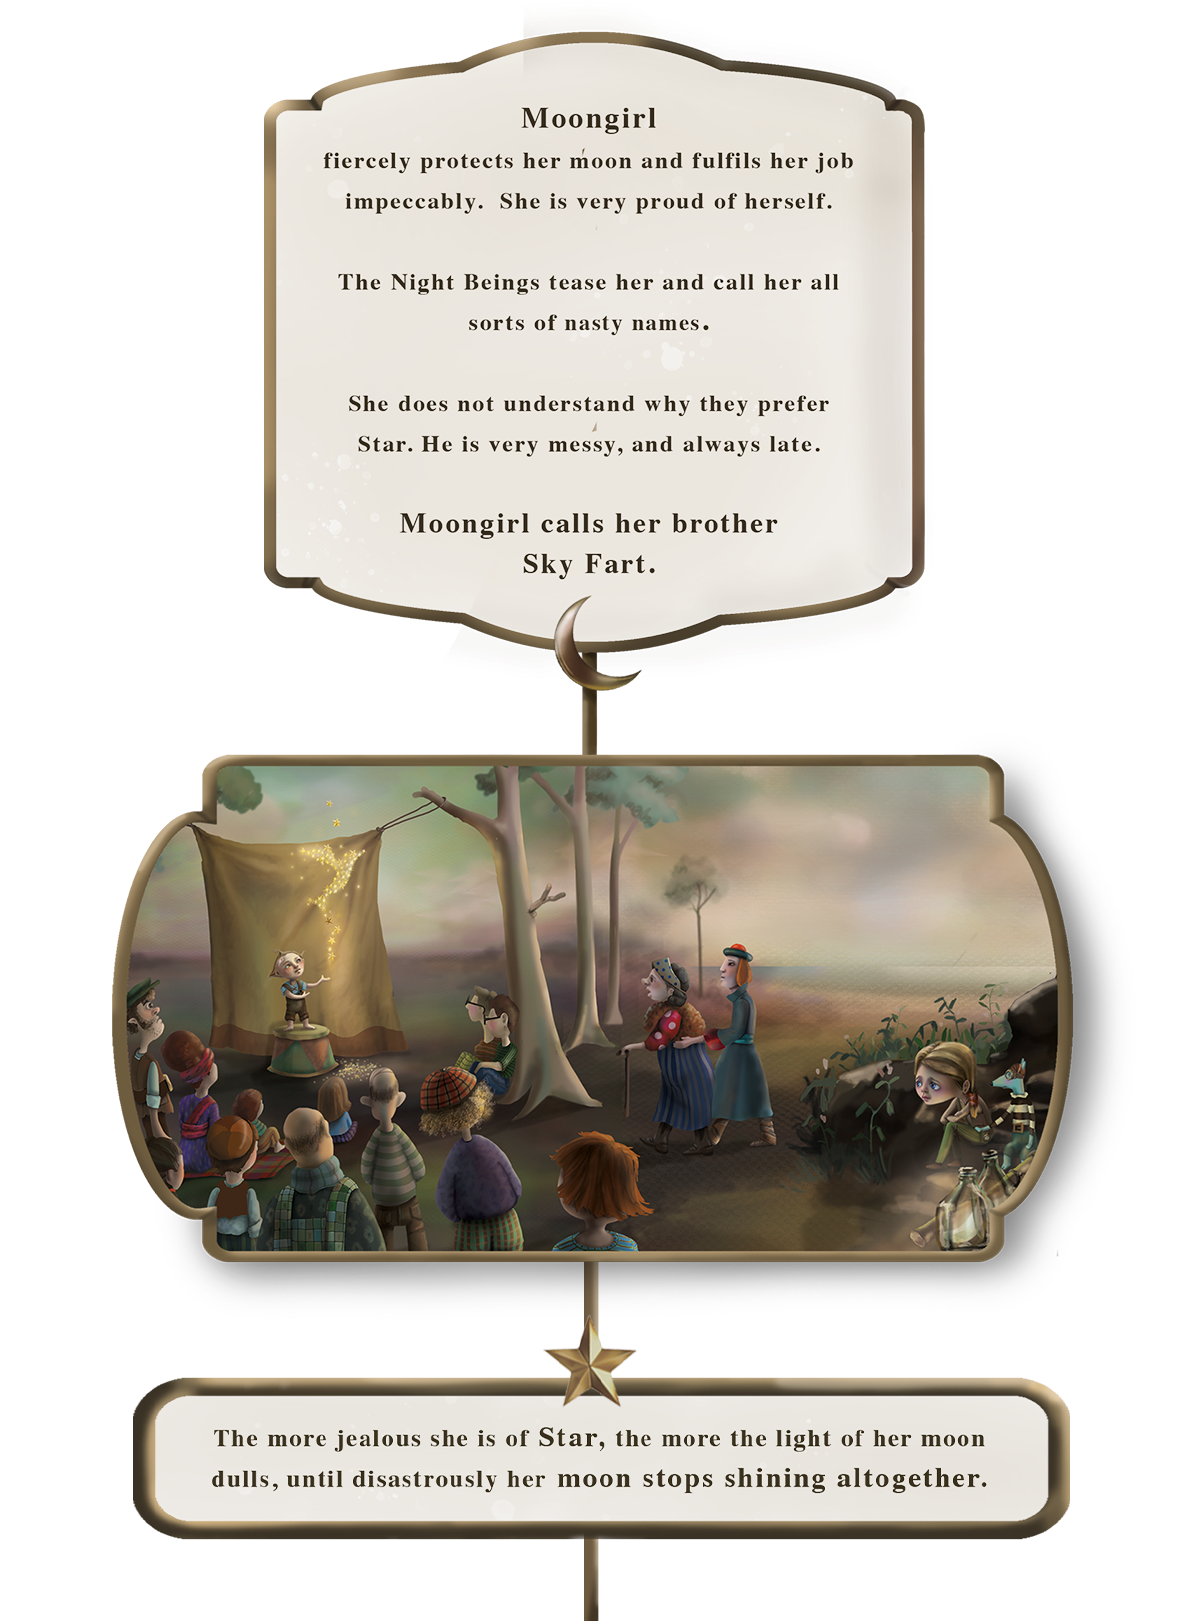 Moongirl
fiercely protects her moon and fulfils her job
impeccably. She is very proud of herself.
The Night Beings tease her and call her all
sorts of nasty names.
She does not understand why they prefer
Star. He is very messy, and always late.
Moongirl calls her brother
Sky Fart.
The more jealous she is of Star, the more the light of her moon
dulls, until disastrously her moon stops shining altogether.